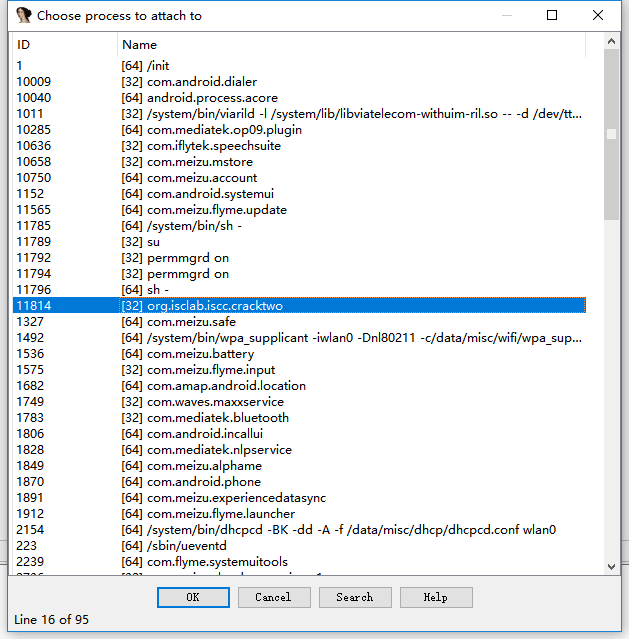 Choose process to attach to
ID Name
1 [64] /init
10009 [32] com.android.dialer
10040 [64] android.process.acore
1011 [32] /system/bin/viarild -l /system/lib/libviatelecom-withuim-ril.so -- -d /dev/tt...
10285 [64] com.mediatek.op09.plugin
10636 [32] com.iflytek.speechsuite
10658 [32] com.meizu.mstore
10750 [64] com.meizu.account
1152 [64] com.android.systemui
11565 [64] com.meizu.flyme.update
11785 [64] /system/bin/sh -
11789 [32] su
11792 [32] permmgrd on
11794 [32] permmgrd on
11796 [64] sh -
11814 [32] org.isclab.iscc.cracktwo
1327 [64] com.meizu.safe
1492 [64] /system/bin/wpa_supplicant -iwlan0 -Dnl80211 -c/data/misc/wifi/wpa_sup...
1536 [64] com.meizu.battery
1575 [32] com.meizu.flyme.input
1682 [64] com.amap.android.location
1749 [32] com.waves.maxxservice
1783 [32] com.mediatek.bluetooth
1806 [64] com.android.incallui
1828 [64] com.mediatek.nlpservice
1849 [64] com.meizu.alphame
1870 [64] com.android.phone
1891 [64] com.meizu.experiencedatasync
1912 [64] com.meizu.flyme.launcher
2154 [64] /system/bin/dhcpcd -BK -dd -A -f /data/misc/dhcp/dhcpcd.conf wlan0
223 [64] /sbin/ueventd
2239 [64] com.flyme.systemuitools
OK Cancel Search Help
Line 16 of 95